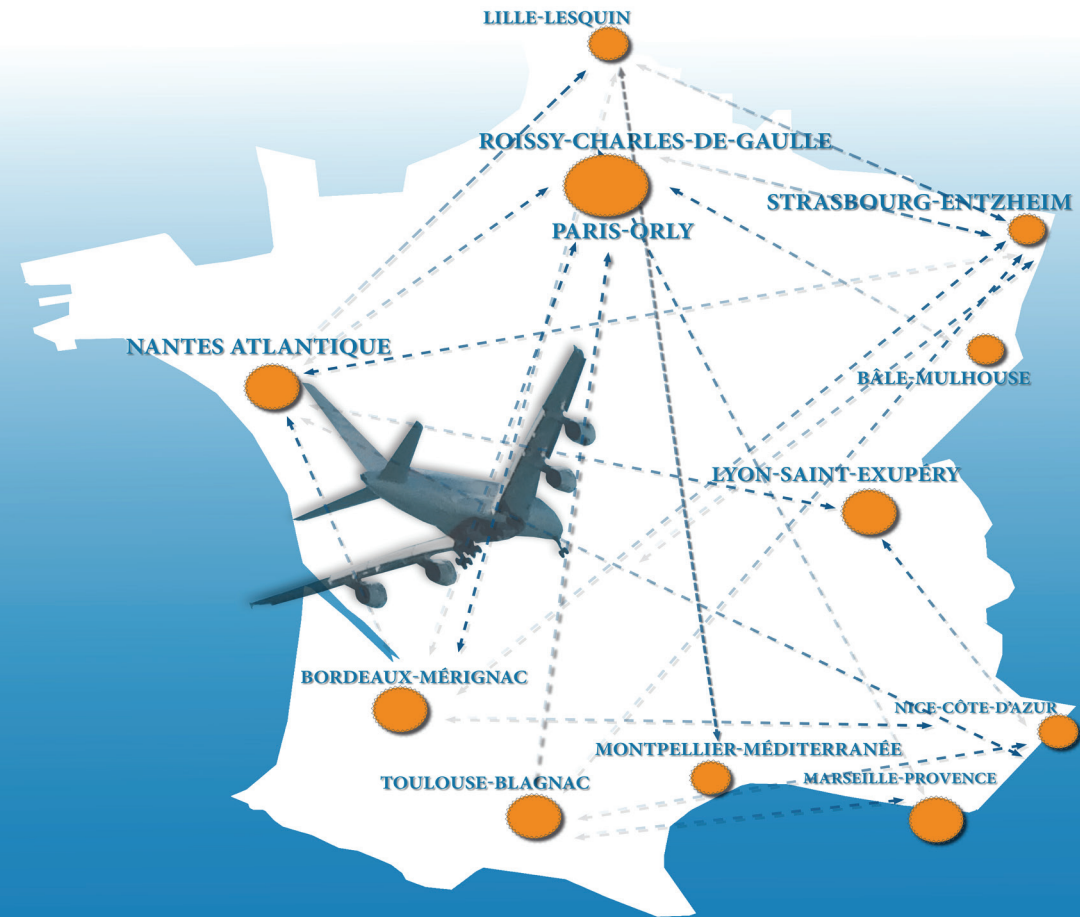 LILLE-LESQUIN
ROISSY-CHARLES-DE-GAULLE
STRASBOURG-ENTZHEIM
PARIS-ORLY
NANTES ATLANTIQUE
BÂLE-MULHOUSE
LYON-SAINT-EXUPÉRY
BORDEAUX-MÉRIGNAC
NICE-CÔTE-D'AZUR
MONTPELLIER-MÉDITERRANÉE
MARSEILLE-PROVENCE
TOULOUSE-BLAGNAC